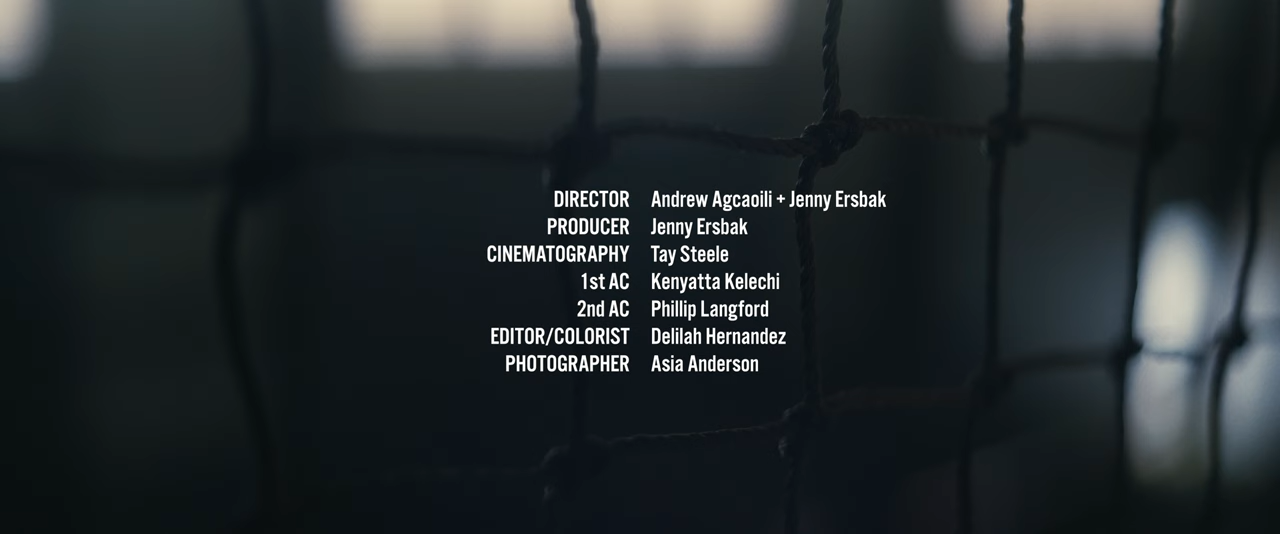 DIRECTOR Andrew Agcaoili + Jenny Ersbak
PRODUCER Jenny Ersbak
CINEMATOGRAPHY Tay Steele
1st AC Kenyatta Kelechi
2nd AC Phillip Langford
EDITOR/COLORIST Delilah Hernandez
PHOTOGRAPHER Asia Anderson